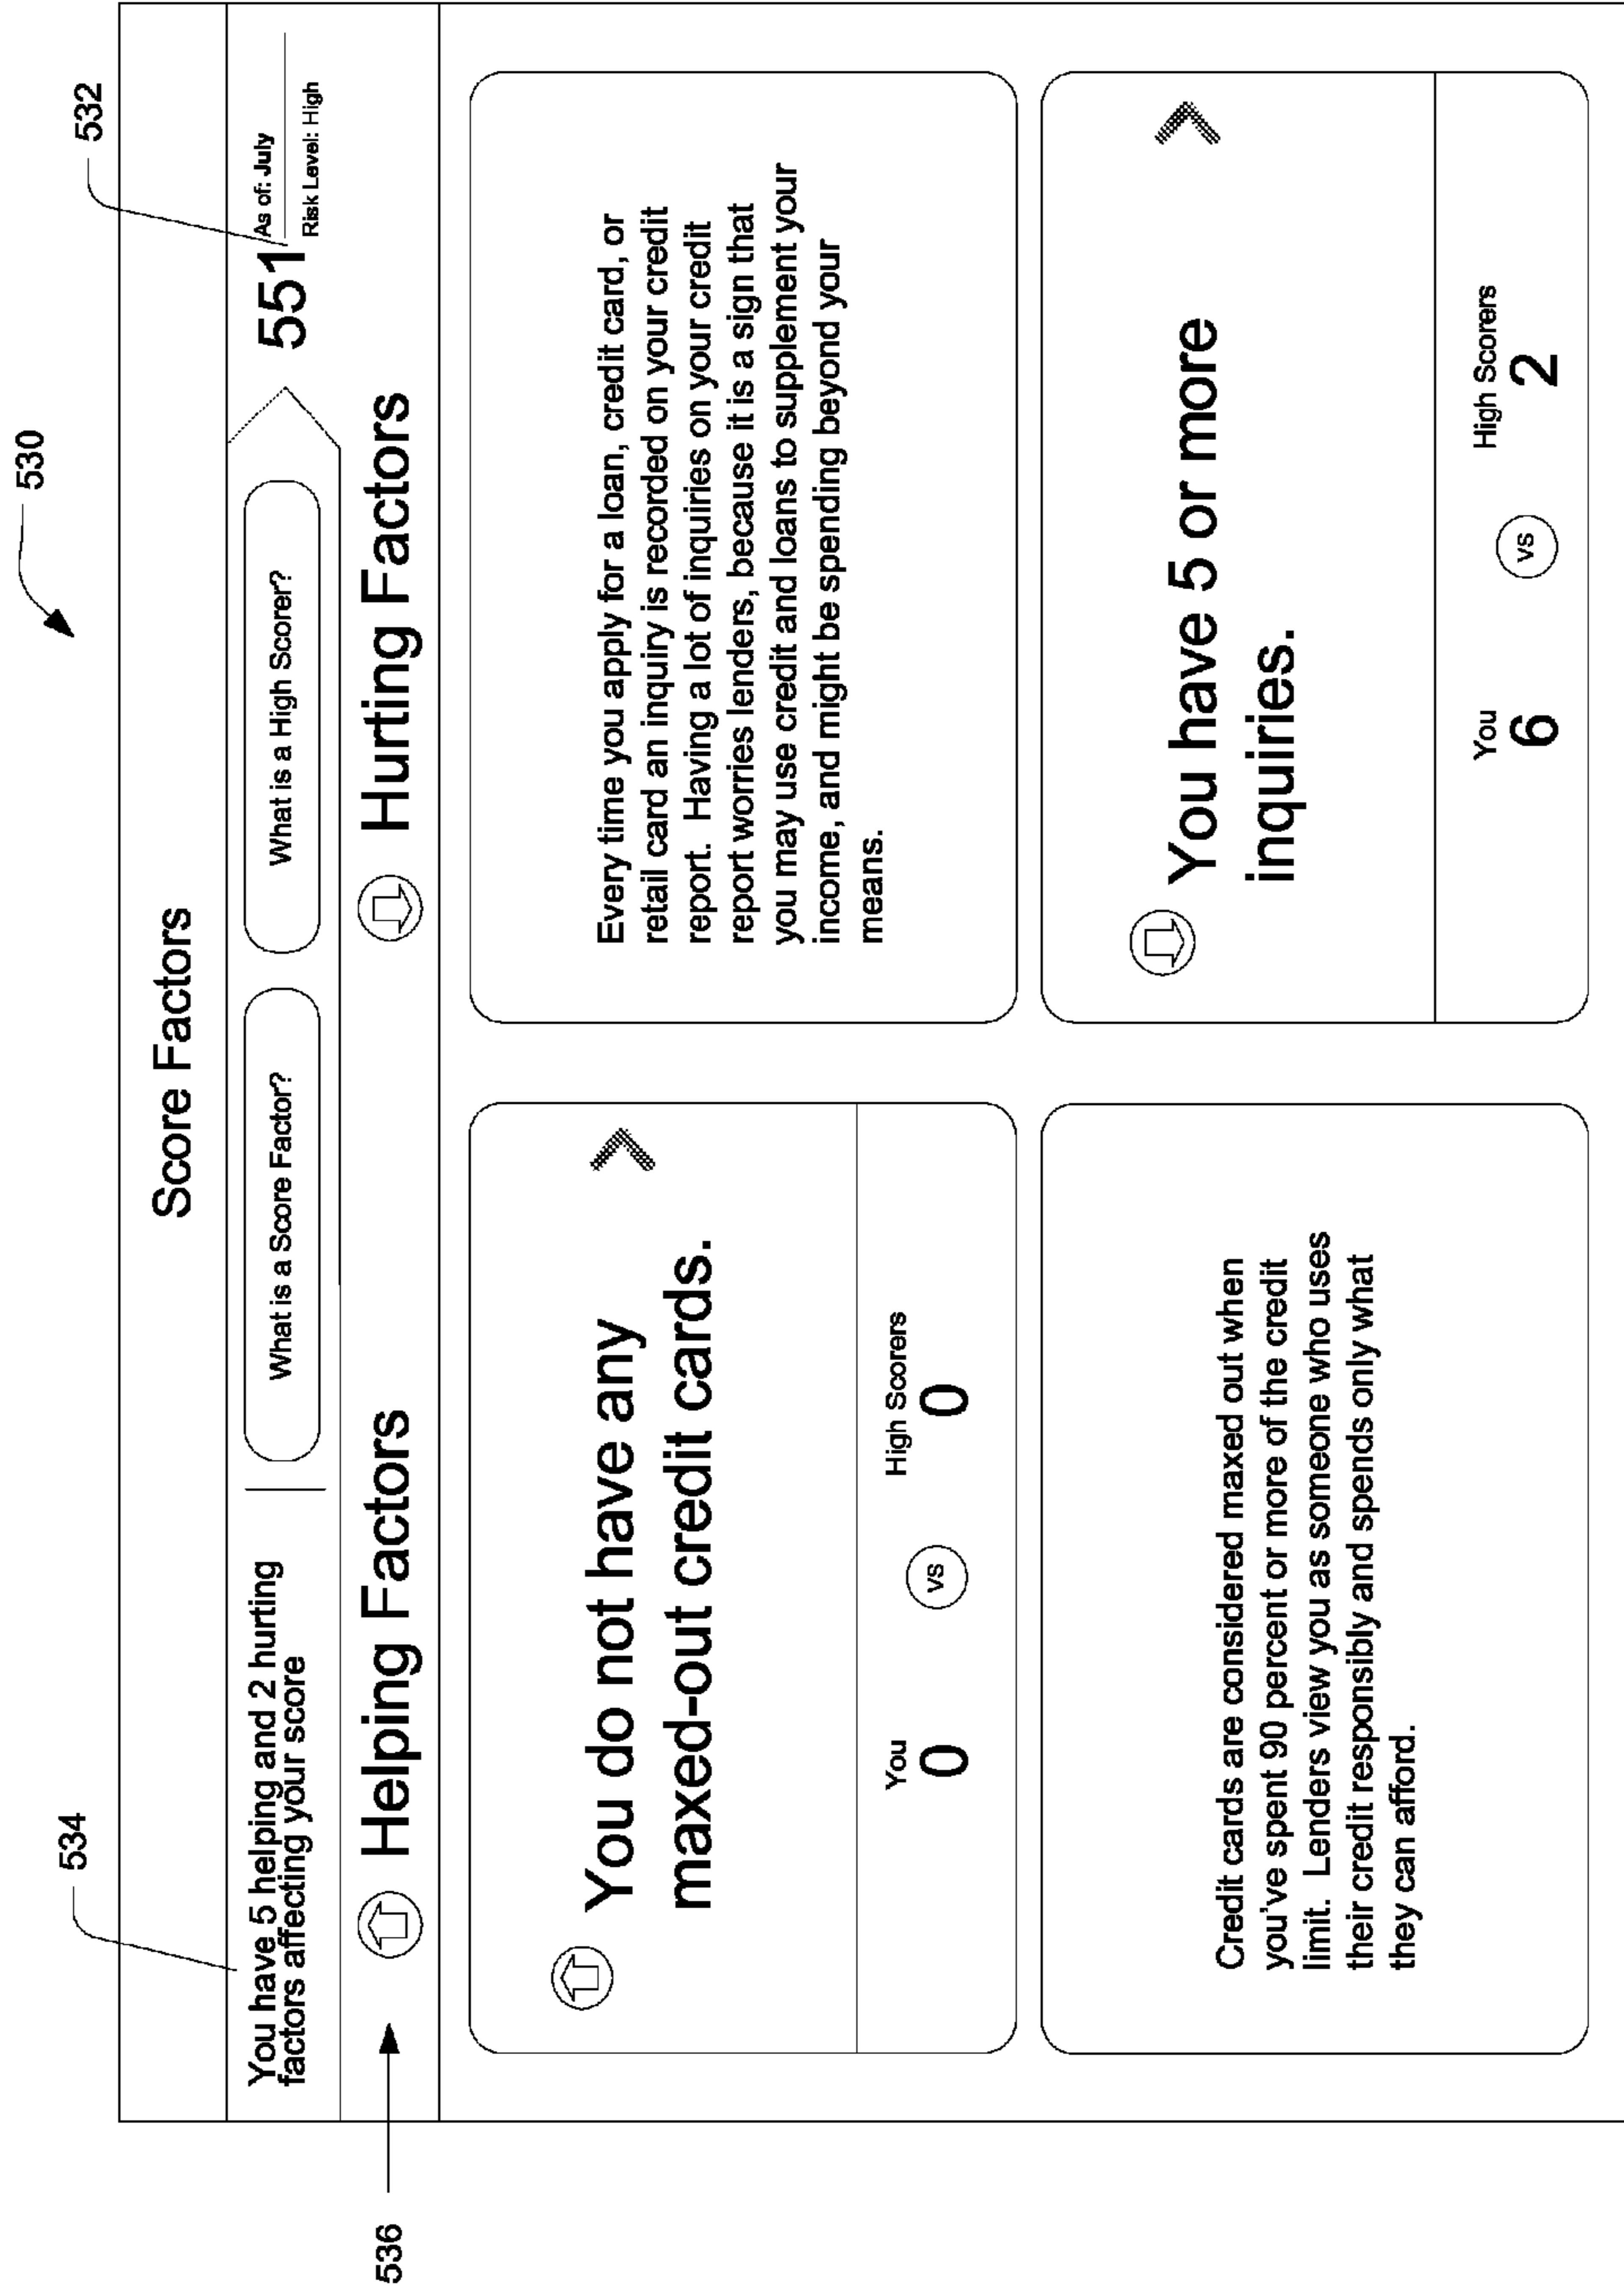 530
532
534
536
Score Factors
You have 5 helping and 2 hurting
factors affecting your score
What is a Score Factor?
What is a High Scorer?
551
As of: July
Risk Level: High
Helping Factors
Hurting Factors
You do not have any
maxed-out credit cards.
You
0
vs
High Scorers
0
Every time you apply for a loan, credit card, or
retail card an inquiry is recorded on your credit
report. Having a lot of inquiries on your credit
report worries lenders, because it is a sign that
you may use credit and loans to supplement your
income, and might be spending beyond your
means.
Credit cards are considered maxed out when
you've spent 90 percent or more of the credit
limit. Lenders view you as someone who uses
their credit responsibly and spends only what
they can afford.
You have 5 or more
inquiries.
You
6
vs
High Scorers
2